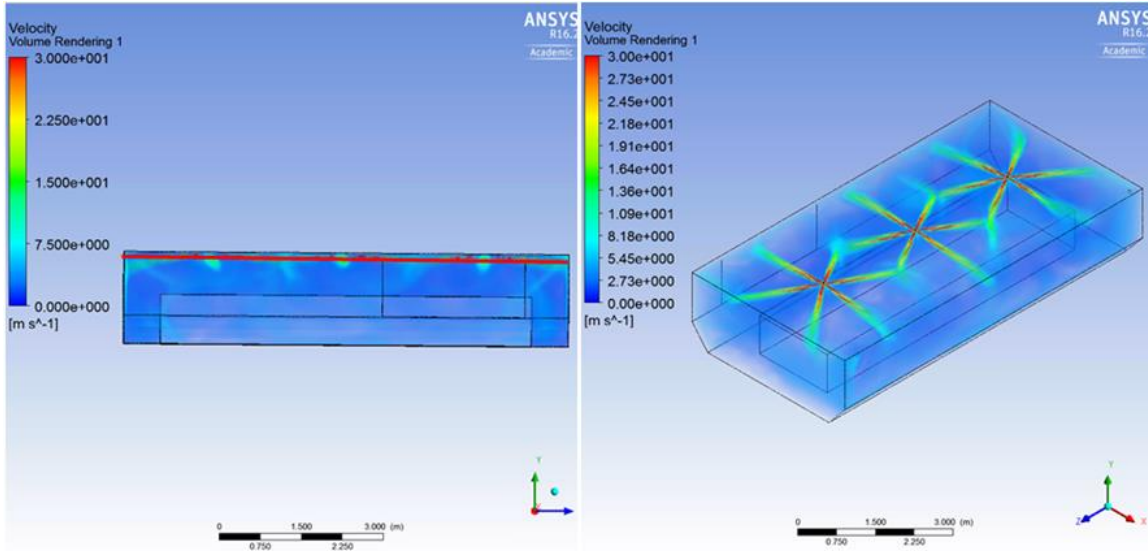 Velocity
Volume Rendering 1
3.000e+001
2.250e+001
1.500e+001
7.500e+000
0.000e+000
[m s^-1]
ANSYS
R16.2
Academic
Y
0 1.500 3.000 (m)
0.750 2.250
Velocity
Volume Rendering 1
3.00e+001
2.73e+001
2.45e+001
2.18e+001
1.91e+001
1.64e+001
1.36e+001
1.09e+001
8.18e+000
5.45e+000
2.73e+000
0.00e+000
[m s^-1]
ANSYS
R16.2
Academic
Y
Z X
0 1.500 3.000 (m)
0.750 2.250